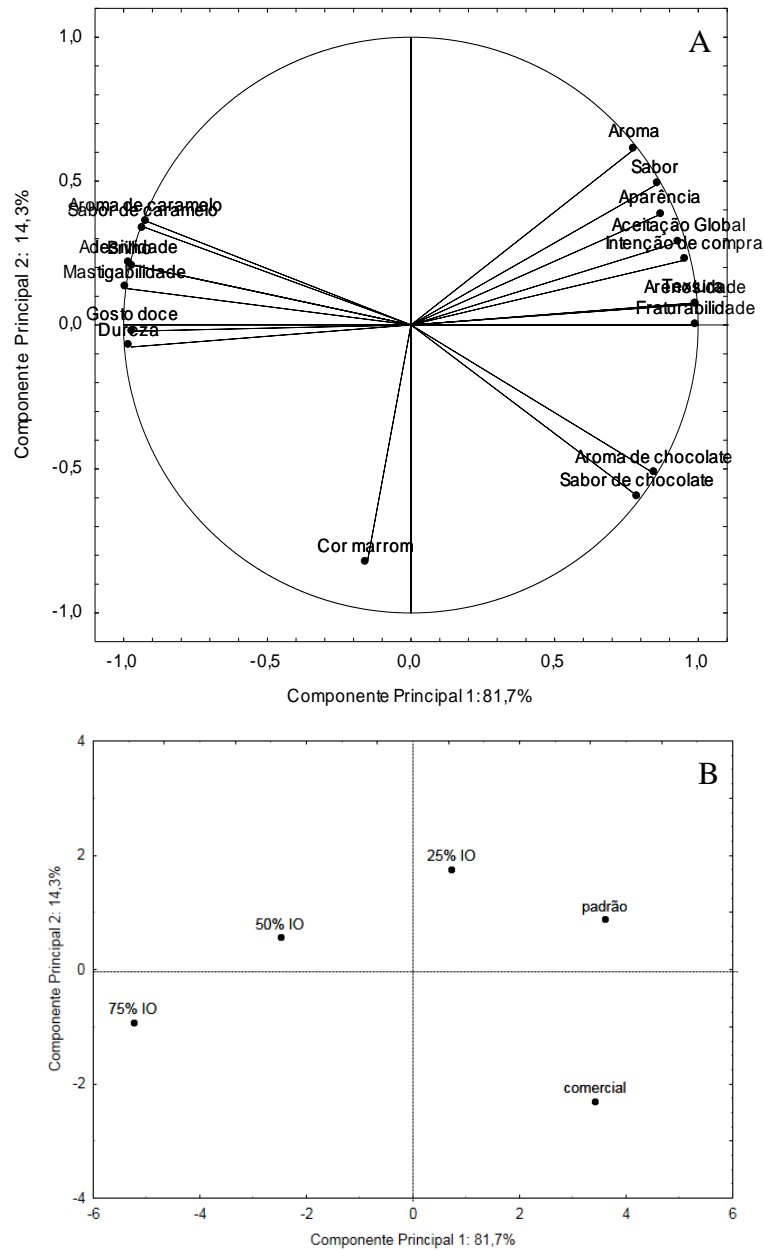 A
1,0
0,5
0,0
-0,5
-1,0
Componente Principal 2: 14,3%
Aroma
Sabor
Aparência
Aceitação Global
Intenção de compra
Textura
Arenosidade
Fraturabilidade
Aroma de caramelo
Sabor de caramelo
Adesividade
Brilho
Mastigabilidade
Gosto doce
Dureza
Aroma de chocolate
Sabor de chocolate
Cor marrom
-1,0 -0,5 0,0 0,5 1,0
Componente Principal 1: 81,7%
B
4
2
0
-2
-4
Componente Principal 2: 14,3%
25% IO
padrão
50% IO
75% IO
comercial
-6 -4 -2 0 2 4 6
Componente Principal 1: 81,7%